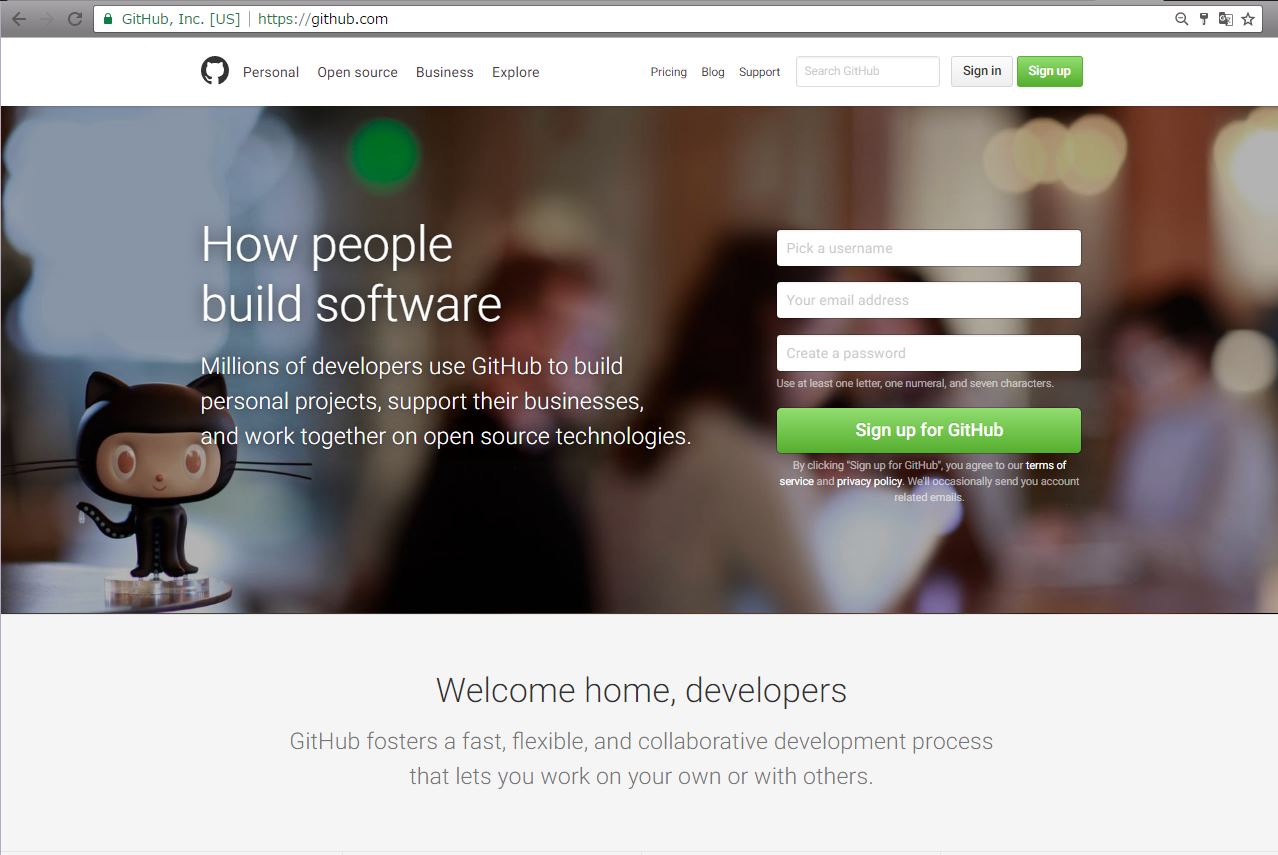 GitHub, Inc. [US] https://github.com
Personal Open source Business Explore Pricing Blog Support Search GitHub Sign in Sign up
How people
build software
Millions of developers use GitHub to build
personal projects, support their businesses,
and work together on open source technologies.
Pick a username
Your email address
Create a password
Use at least one letter, one numeral, and seven characters.
Sign up for GitHub
By clicking "Sign up for GitHub", you agree to our terms of
service and privacy policy. We'll occasionally send you account
related emails.
Welcome home, developers
GitHub fosters a fast, flexible, and collaborative development process
that lets you work on your own or with others.